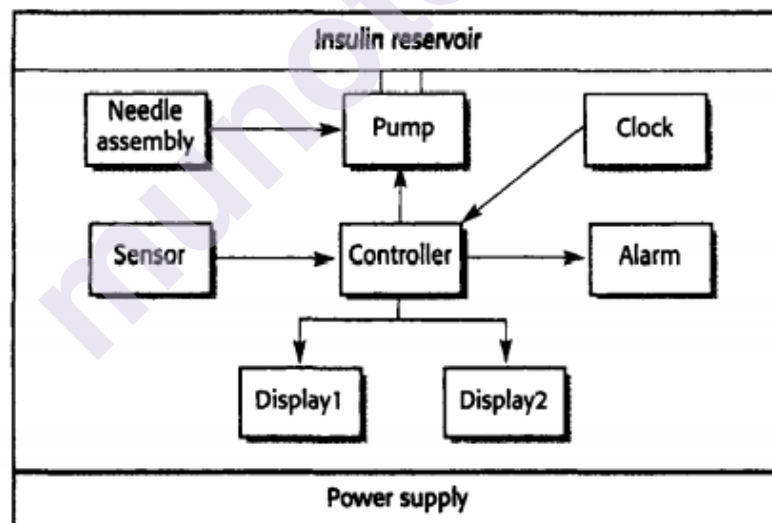 Insulin reservoir
Needle
assembly
Pump
Clock
Sensor
Controller
Alarm
Display1
Display2
Power supply